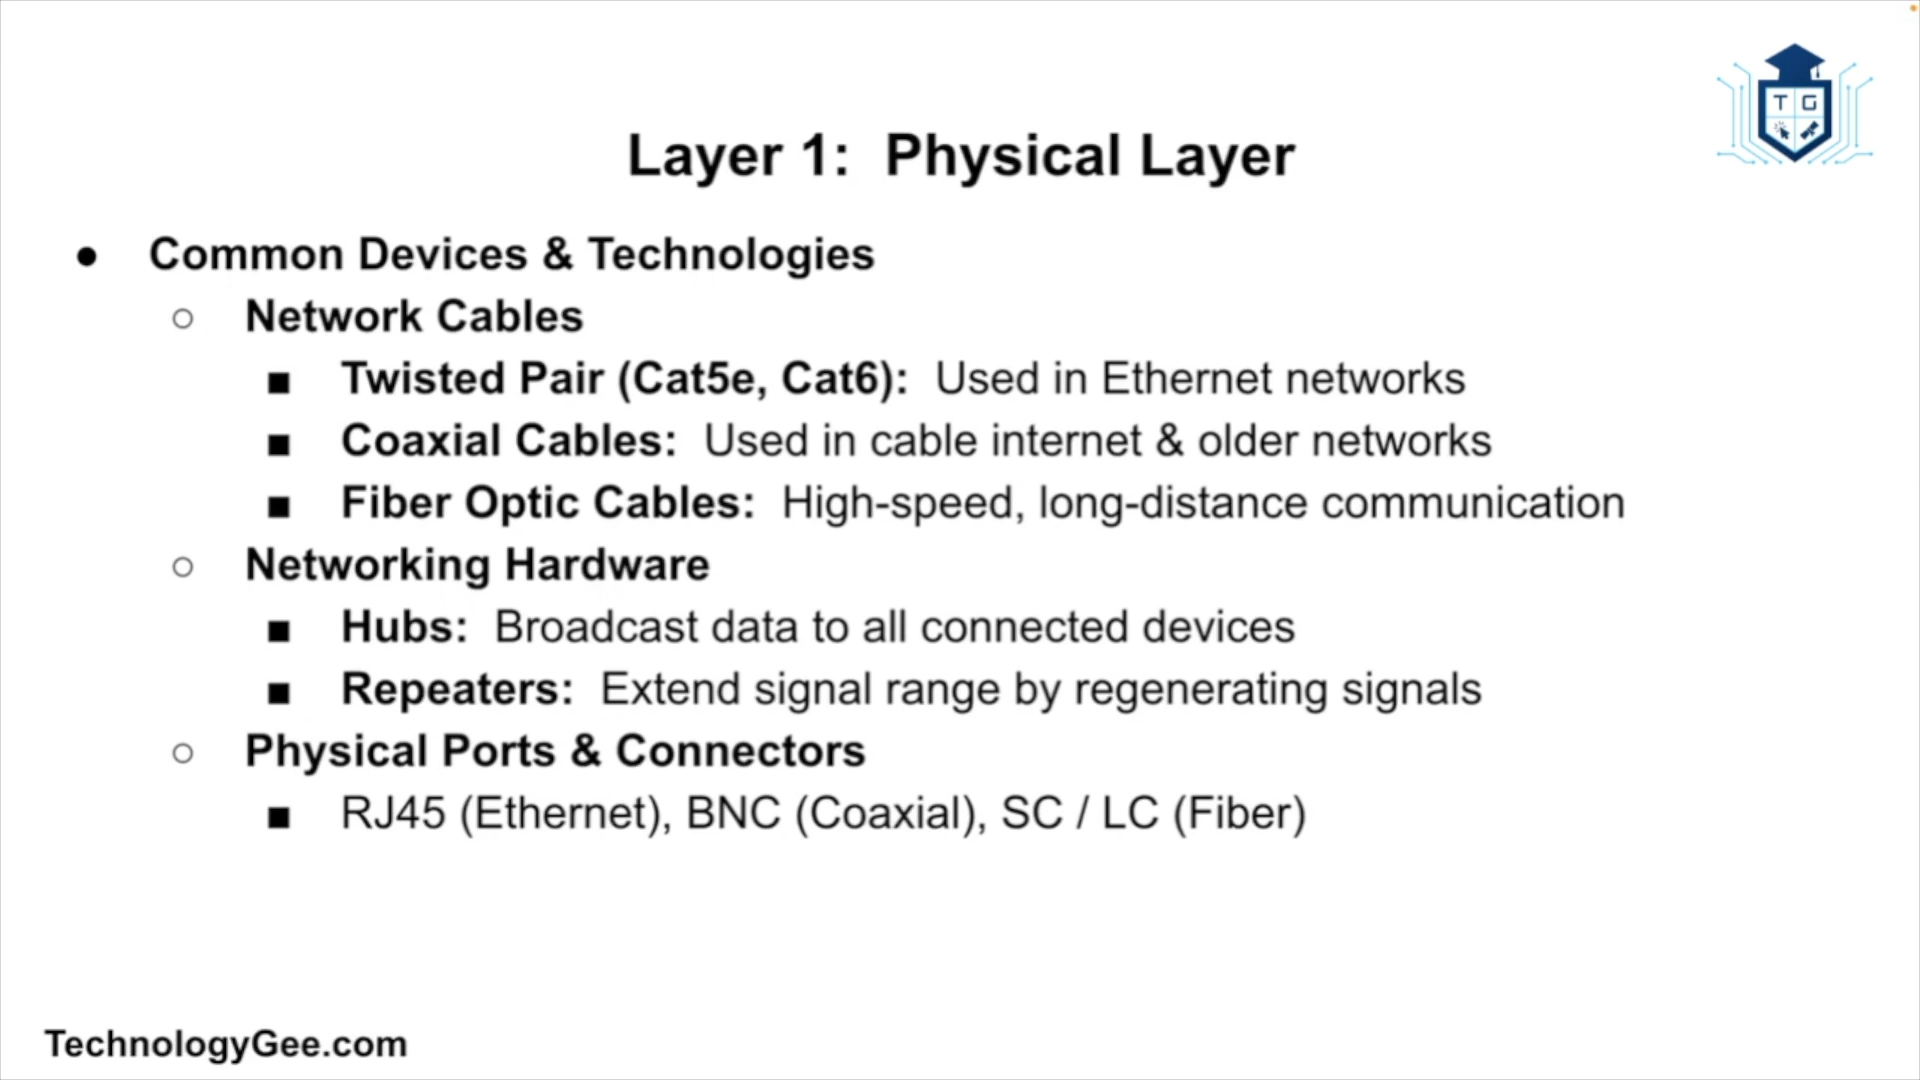 T G
Layer 1: Physical Layer
● Common Devices & Technologies
○ Network Cables
■ Twisted Pair (Cat5e, Cat6): Used in Ethernet networks
■ Coaxial Cables: Used in cable internet & older networks
■ Fiber Optic Cables: High-speed, long-distance communication
○ Networking Hardware
■ Hubs: Broadcast data to all connected devices
■ Repeaters: Extend signal range by regenerating signals
○ Physical Ports & Connectors
■ RJ45 (Ethernet), BNC (Coaxial), SC / LC (Fiber)
TechnologyGee.com